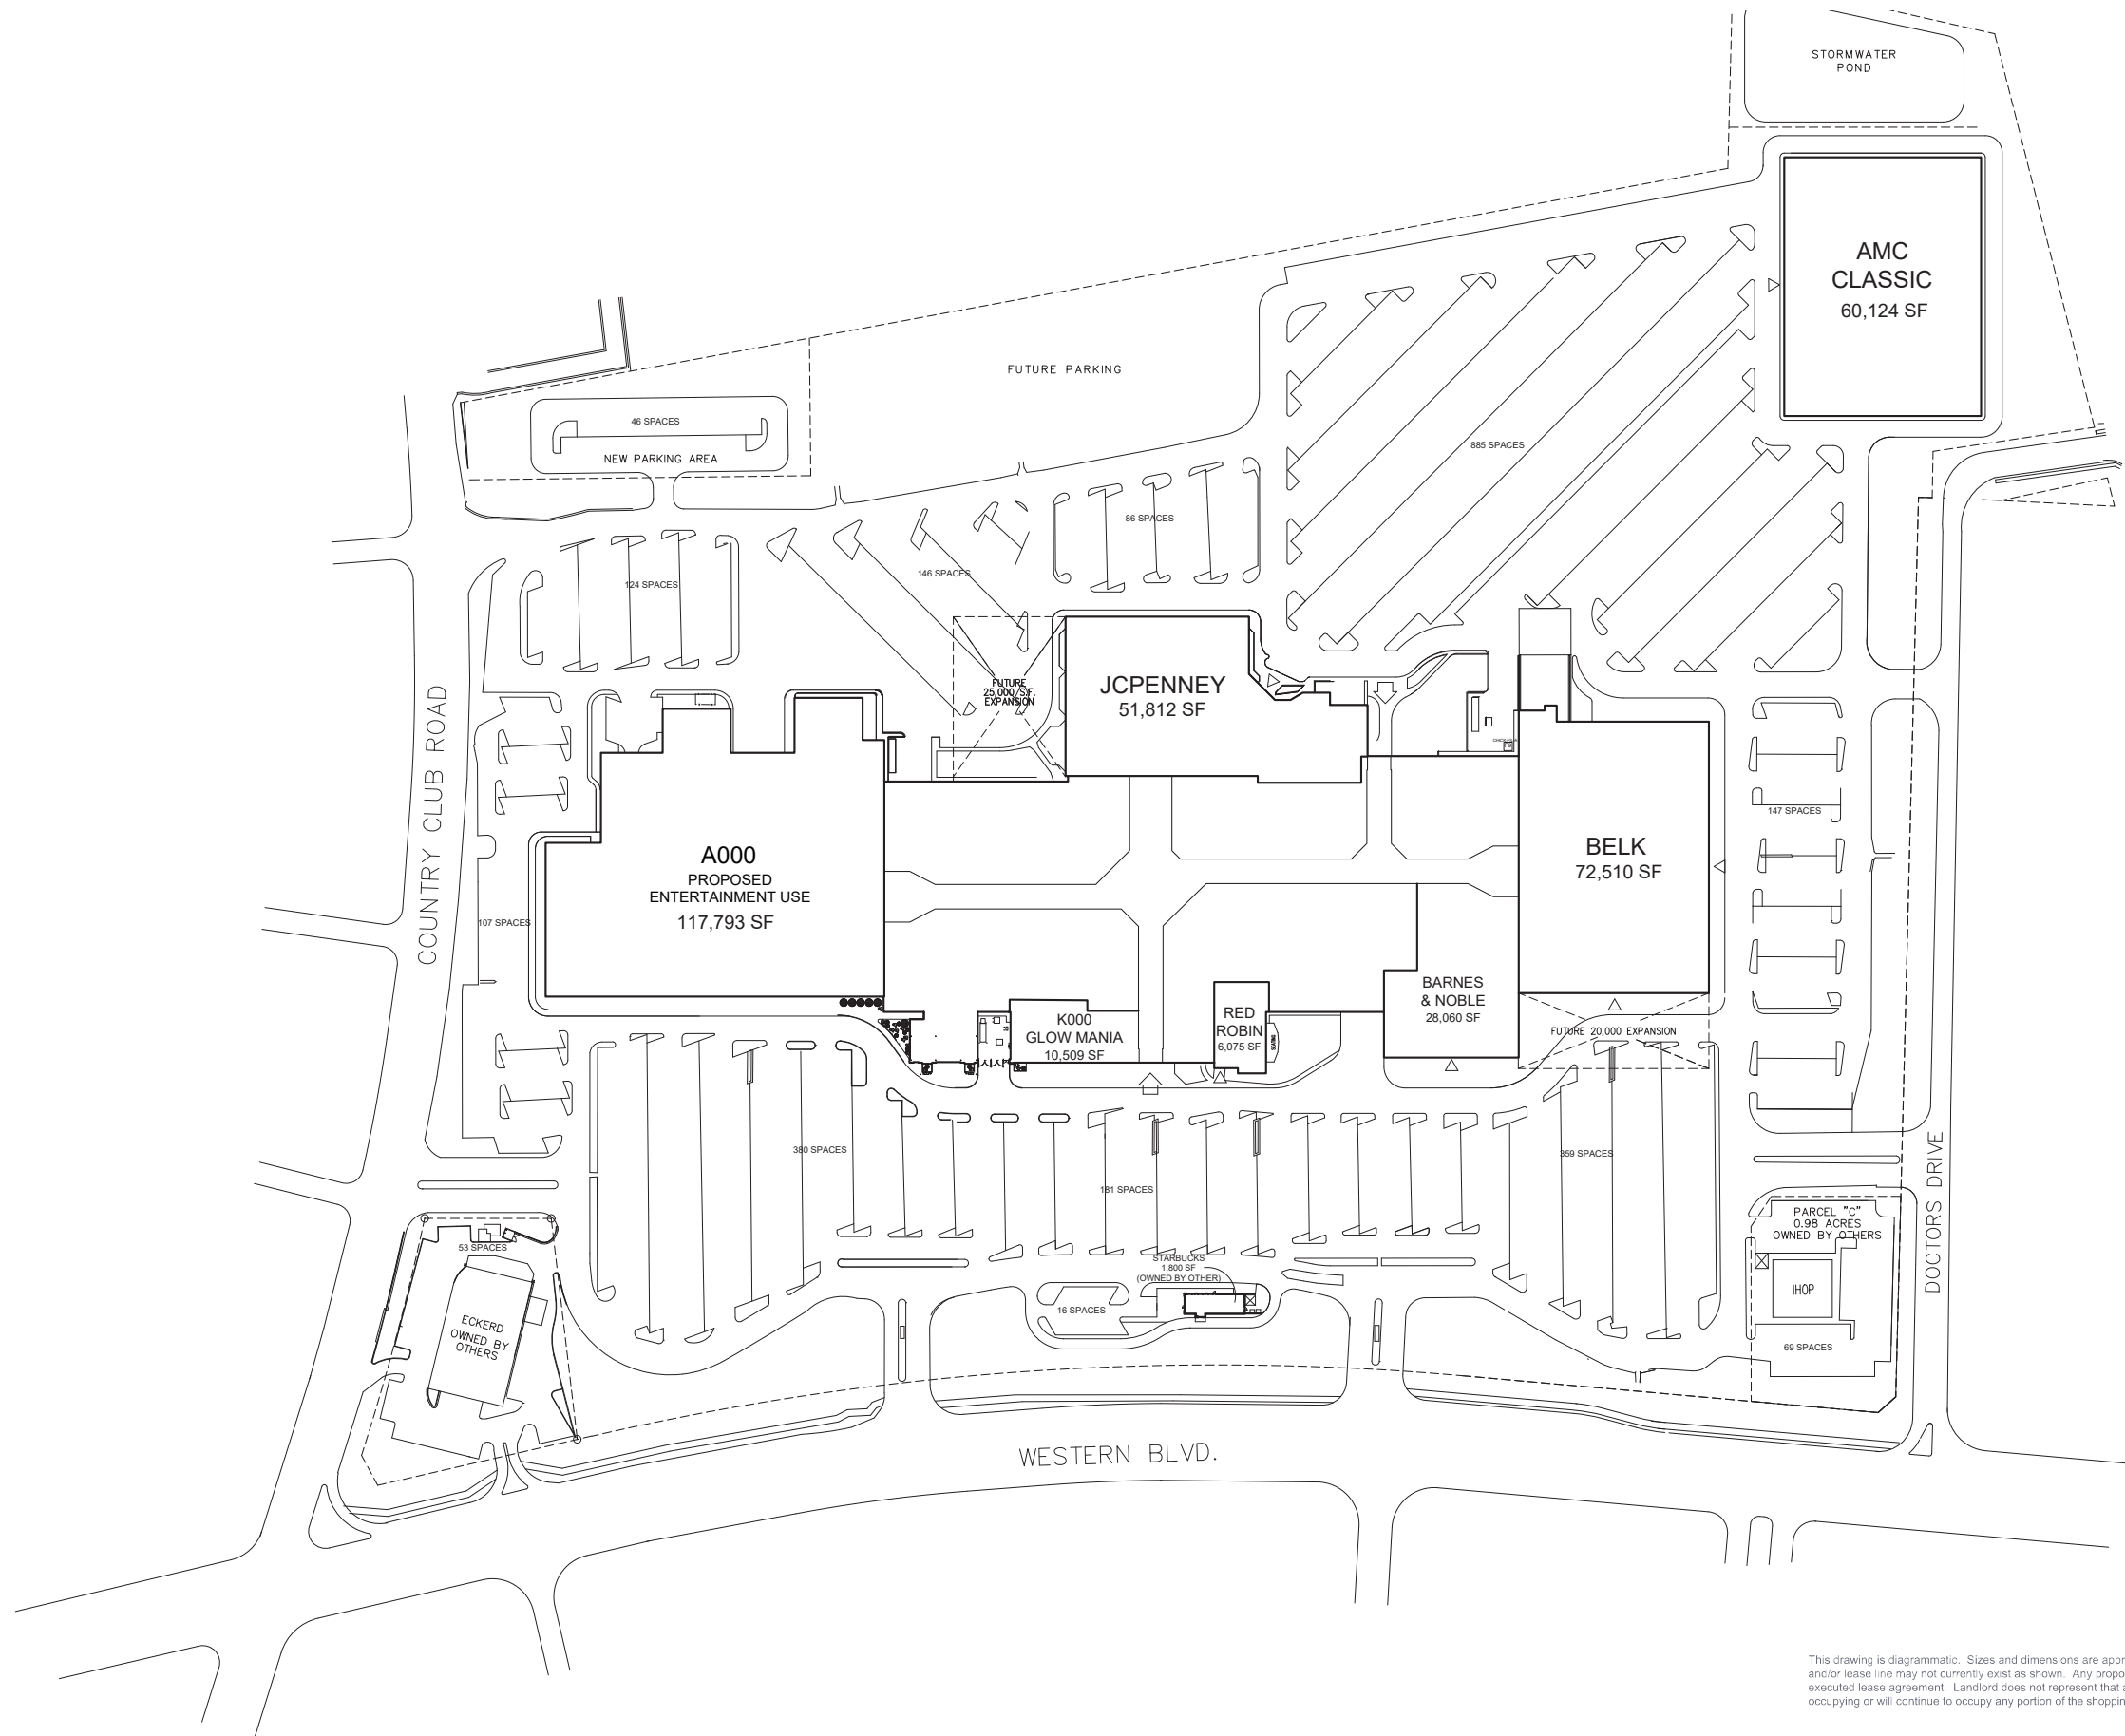 STORMWATER
POND
AMC
CLASSIC
60,124 SF
FUTURE PARKING
46 SPACES
NEW PARKING AREA
885 SPACES
86 SPACES
146 SPACES
124 SPACES
FUTURE
25,000 S.F.
EXPANSION
JCPENNEY
51,812 SF
COUNTRY CLUB ROAD
A000
PROPOSED
ENTERTAINMENT USE
117,793 SF
107 SPACES
BELK
72,510 SF
147 SPACES
BARNES
& NOBLE
28,060 SF
K000
GLOW MANIA
10,509 SF
RED
ROBIN
6,075 SF
FUTURE 20,000 EXPANSION
380 SPACES
181 SPACES
359 SPACES
DOCTORS DRIVE
PARCEL "C"
0.98 ACRES
OWNED BY OTHERS
IHOP
69 SPACES
53 SPACES
ECKERD
OWNED BY
OTHERS
STARBUCKS
1,800 SF
(OWNED BY OTHER)
16 SPACES
WESTERN BLVD.
This drawing is diagrammatic. Sizes and dimensions are appr
and/or lease line may not currently exist as shown. Any propo
executed lease agreement. Landlord does not represent that a
occupying or will continue to occupy any portion of the shoppin